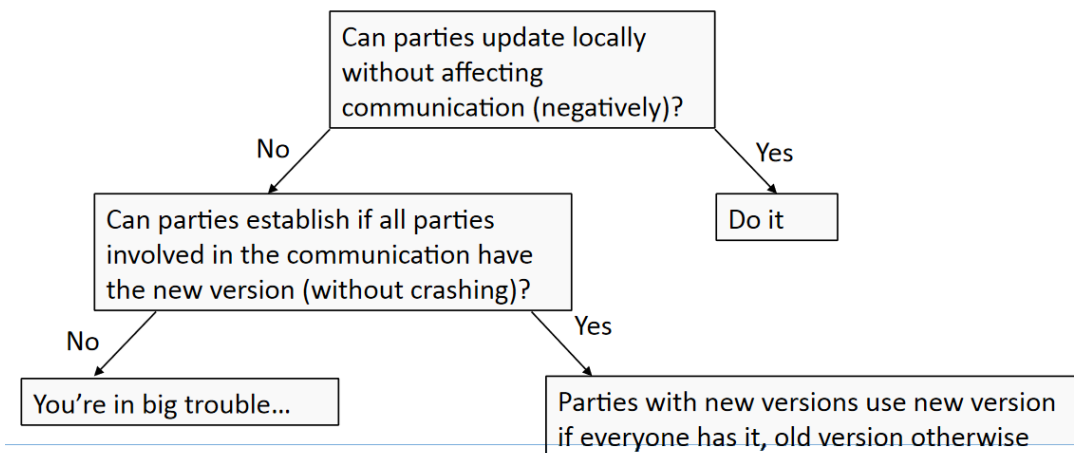 Can parties update locally
without affecting
communication (negatively)?
No
Yes
Can parties establish if all parties
involved in the communication have
the new version (without crashing)?
Do it
No
Yes
You're in big trouble...
Parties with new versions use new version
if everyone has it, old version otherwise